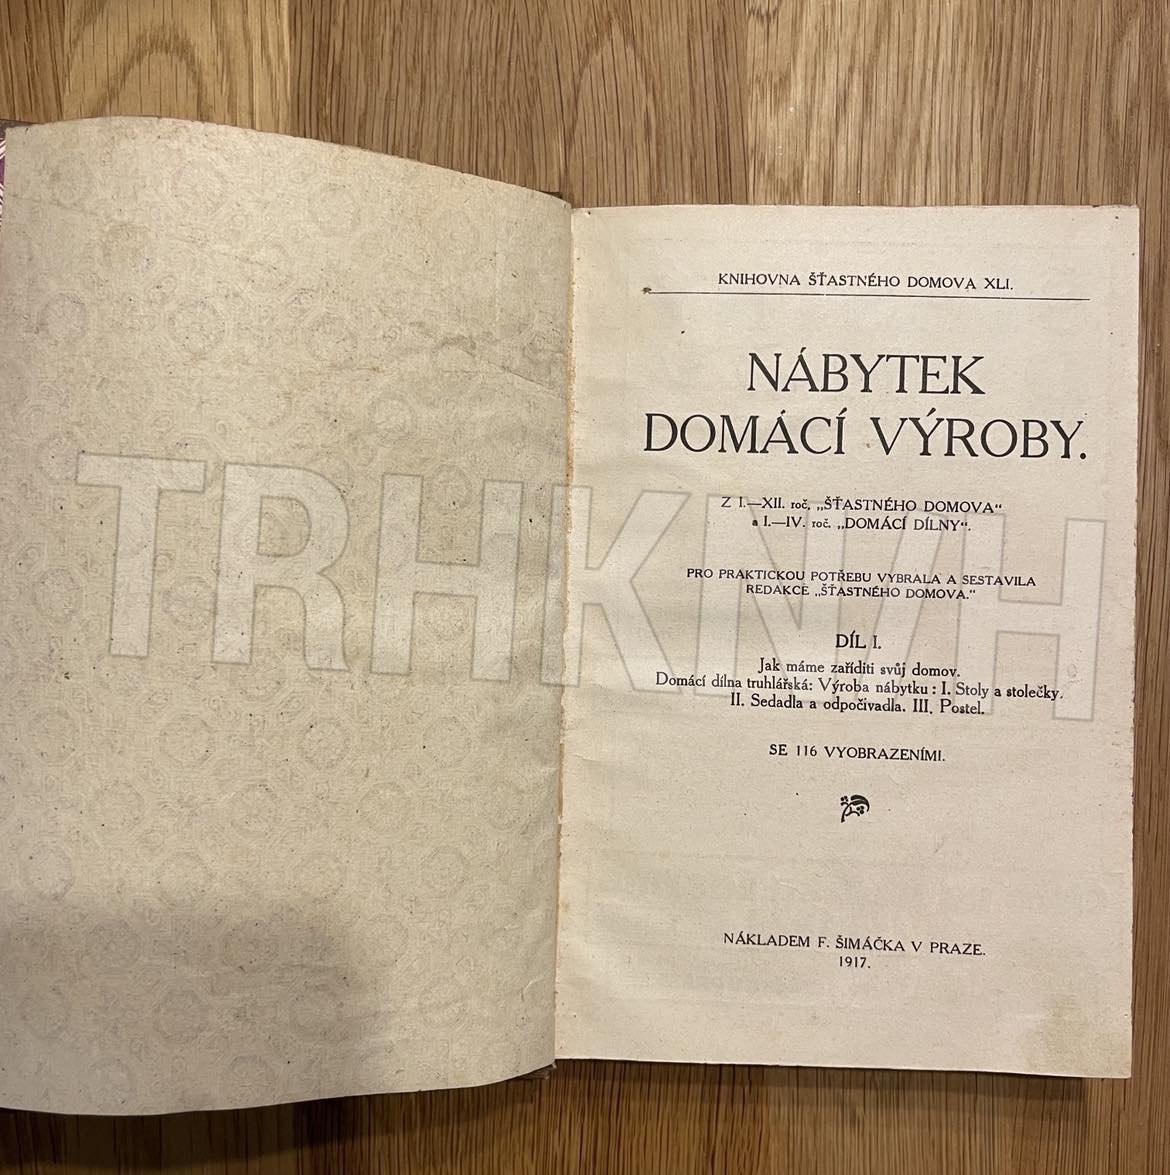 KNIHOVNA ŠŤASTNÉHO DOMOVA XLI.
NÁBYTEK
DOMÁCÍ VÝROBY.
Z I.—XII. roč. „ŠŤASTNÉHO DOMOVA“
a I.—IV. roč. „DOMÁCÍ DÍLNY“.
PRO PRAKTICKOU POTŘEBU VYBRALA A SESTAVILA
REDAKCE „ŠŤASTNÉHO DOMOVA.“
DÍL I.
Jak máme zaříditi svůj domov.
Domácí dílna truhlářská: Výroba nábytku: I. Stoly a stolečky.
II. Sedadla a odpočivadla. III. Postel.
SE 116 VYOBRAZENÍMI.
NÁKLADEM F. ŠIMÁČKA V PRAZE.
1917.
TRHKNIH